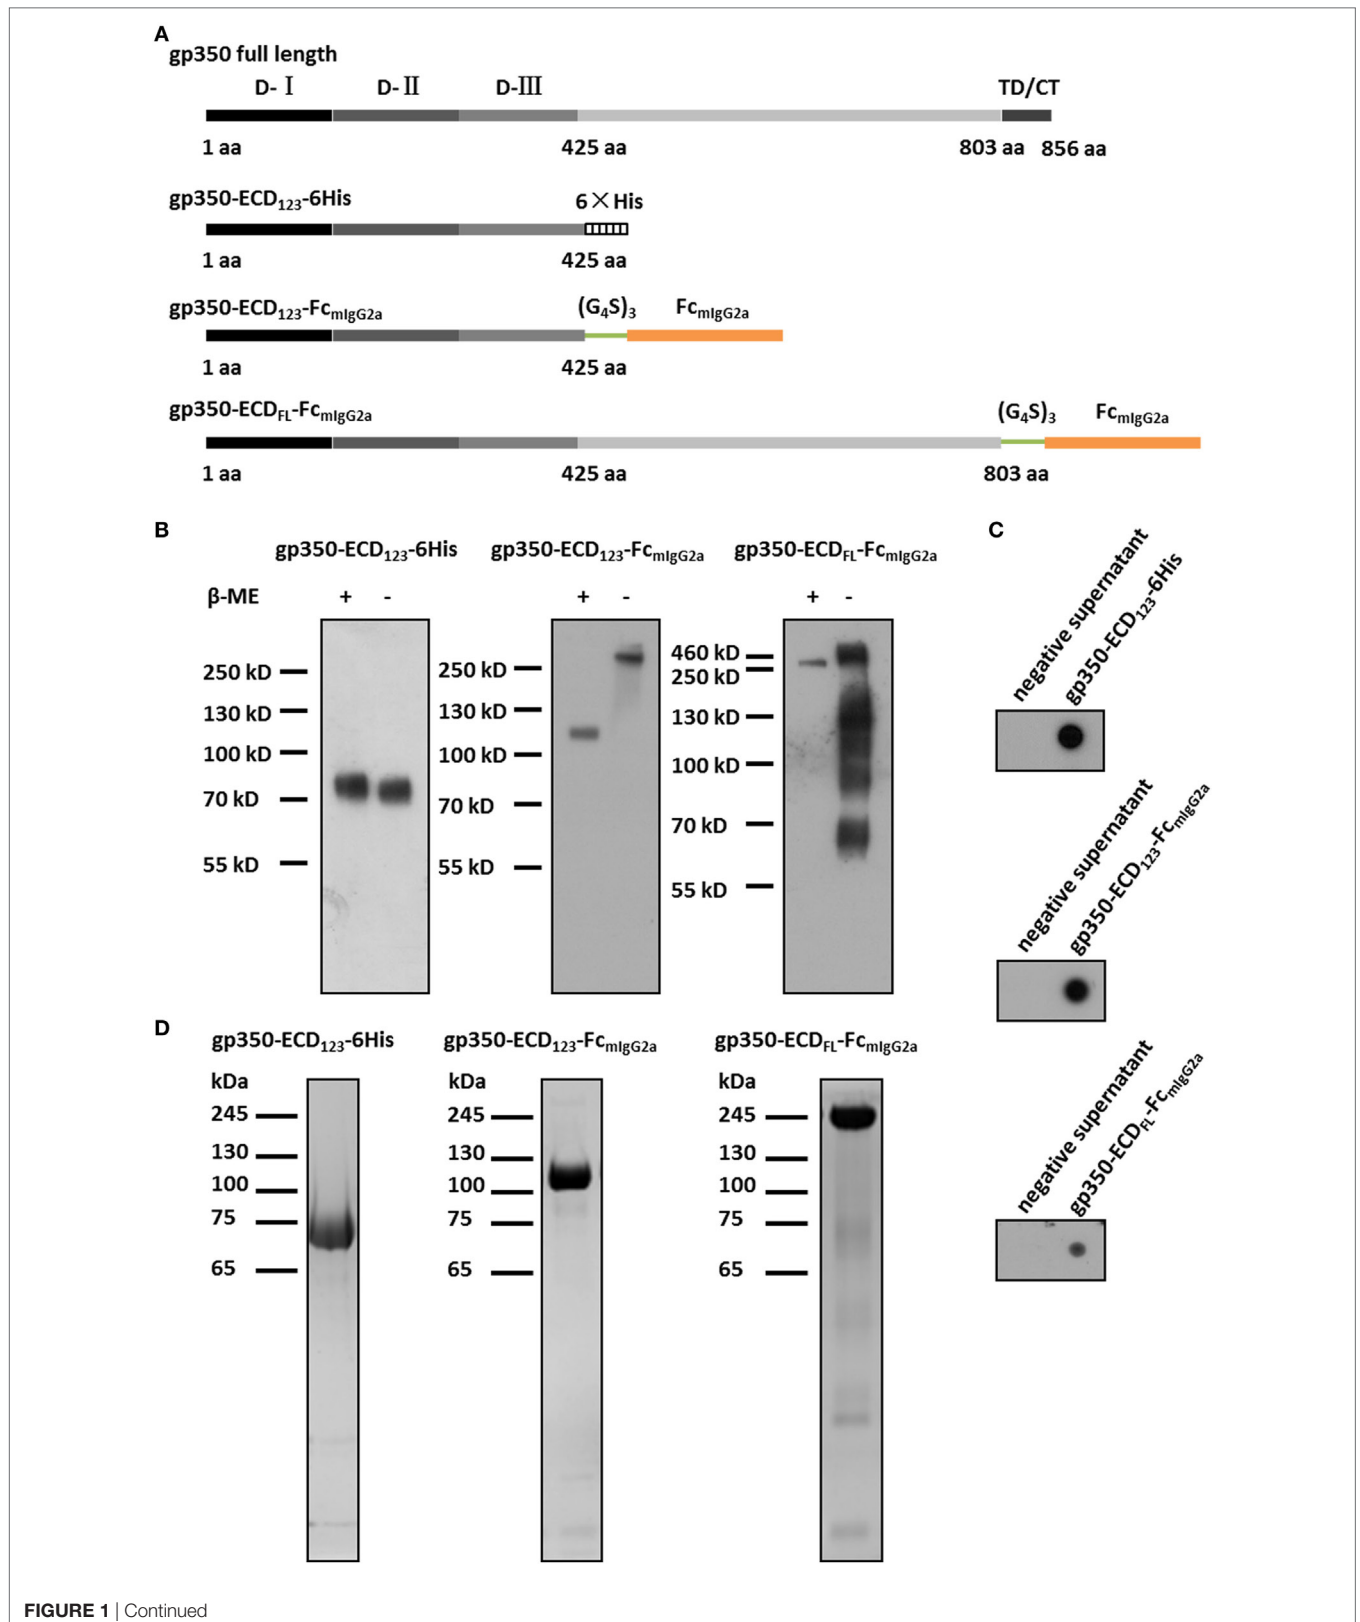 A
gp350 full length
D- Ⅰ D- Ⅱ D-Ⅲ TD/CT
1 aa 425 aa 803 aa 856 aa
gp350-ECD123-6His 6×His
1 aa 425 aa
gp350-ECD123-FcmIgG2a (G4S)3 FcmIgG2a
1 aa 425 aa
gp350-ECDFL-FcmIgG2a (G4S)3 FcmIgG2a
1 aa 425 aa 803 aa
B
gp350-ECD123-6His gp350-ECD123-FcmIgG2a gp350-ECDFL-FcmIgG2a
β-ME + - + - + -
250 kD
130 kD
100 kD
70 kD
55 kD
250 kD
130 kD
100 kD
70 kD
55 kD
460 kD
250 kD
130 kD
100 kD
70 kD
55 kD
C
negative supernatant
gp350-ECD123-6His
negative supernatant
gp350-ECD123-FcmIgG2a
negative supernatant
gp350-ECDFL-FcmIgG2a
D
gp350-ECD123-6His gp350-ECD123-FcmIgG2a gp350-ECDFL-FcmIgG2a
kDa
245
130
100
75
65
kDa
245
130
100
75
65
kDa
245
130
100
75
65
FIGURE 1 | Continued